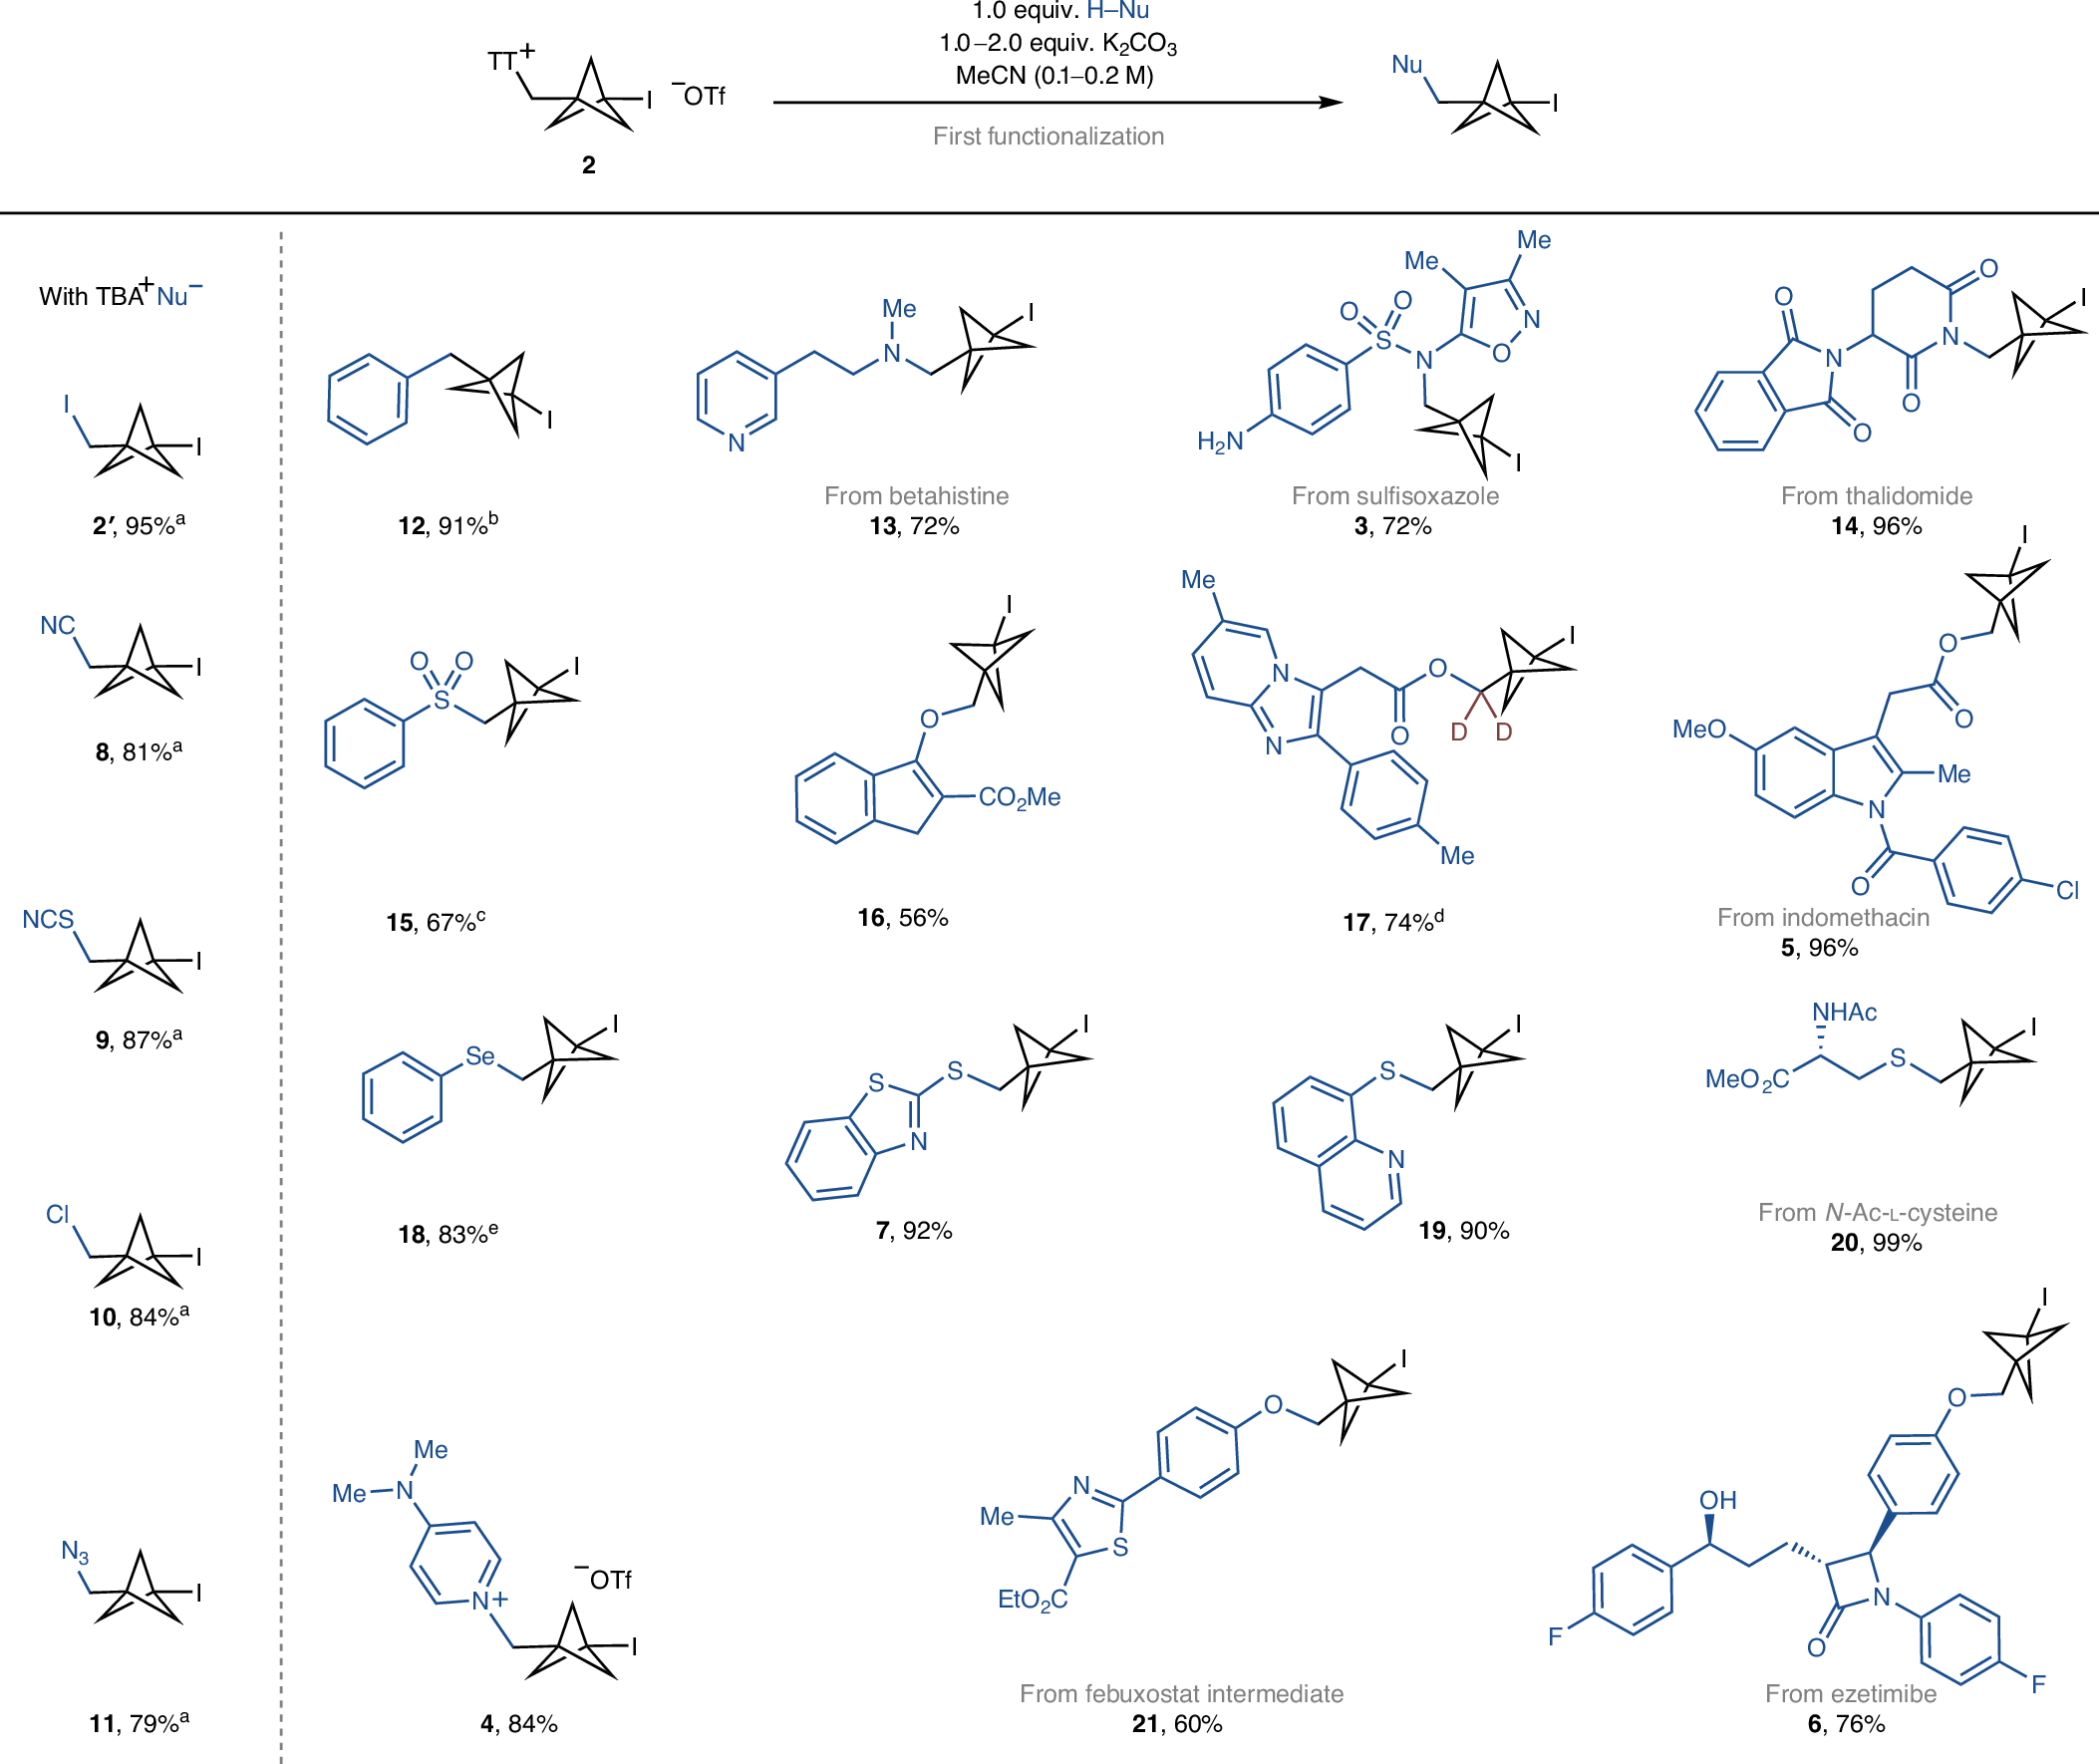 1.0 equiv. H–Nu
1.0–2.0 equiv. K2CO3
MeCN (0.1–0.2 M)
First functionalization
TT+
I
−OTf
2
Nu
I
With TBA+Nu−
I
I
2′, 95%a
I
12, 91%b
Me
N
N
I
From betahistine
13, 72%
Me
Me
O
O
S
N
N
O
H2N
I
From sulfisoxazole
3, 72%
O
O
N
N
O
O
I
From thalidomide
14, 96%
NC
I
8, 81%a
O
O
S
I
15, 67%c
I
O
CO2Me
16, 56%
Me
N
N
O
O
D
D
I
Me
17, 74%d
I
O
O
MeO
Me
N
O
Cl
From indomethacin
5, 96%
NCS
I
9, 87%a
Se
I
18, 83%e
S
S
N
I
7, 92%
S
N
I
19, 90%
NHAc
MeO2C
S
I
From N-Ac-L-cysteine
20, 99%
Cl
I
10, 84%a
N3
I
11, 79%a
Me
Me
N
N+
−OTf
I
4, 84%
I
O
N
Me
S
EtO2C
From febuxostat intermediate
21, 60%
I
O
OH
N
O
F
F
From ezetimibe
6, 76%